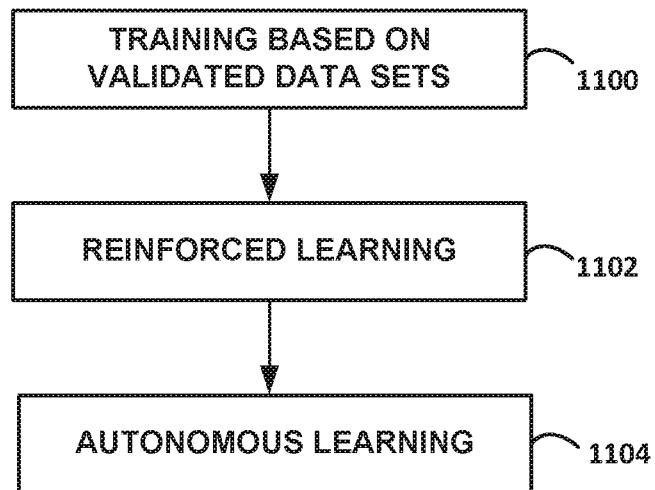 TRAINING BASED ON
VALIDATED DATA SETS
1100
REINFORCED LEARNING
1102
AUTONOMOUS LEARNING
1104